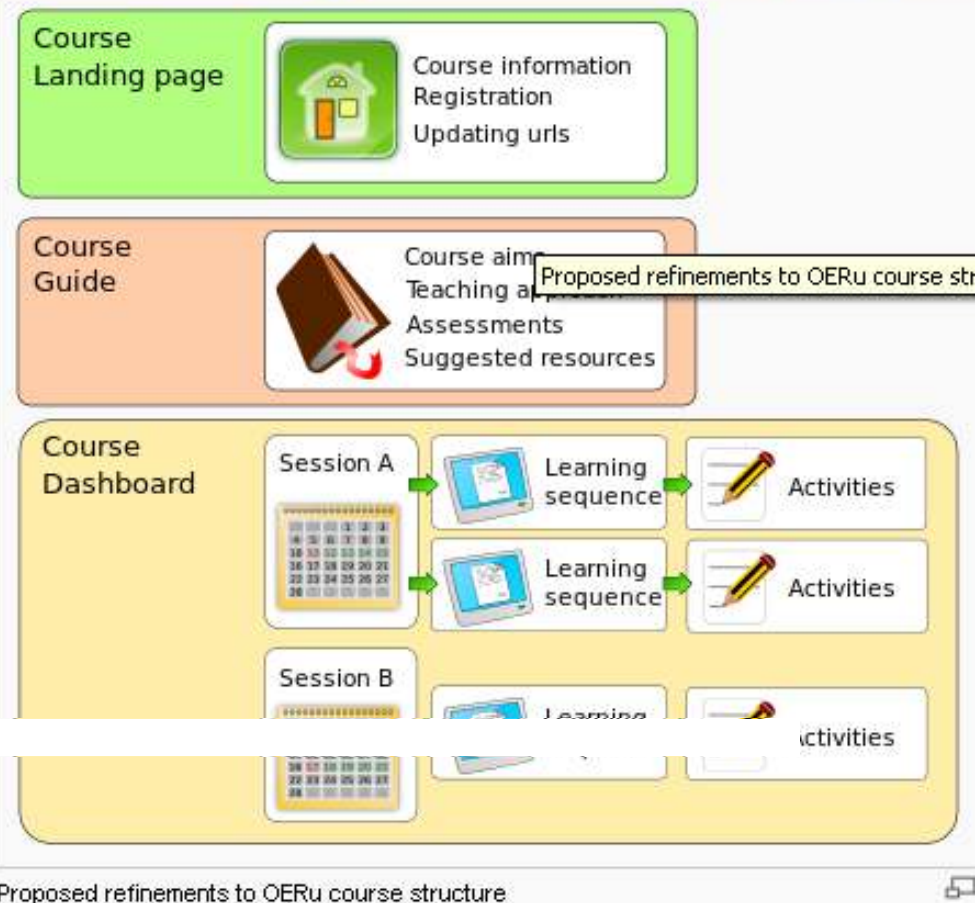 Course
Landing page
Course information
Registration
Updating urls
Course
Guide
Course aims
Teaching
Proposed refinements to OERu course str
Assessments
Suggested resources
Course
Dashboard
Session A
Learning
sequence
Activities
Learning
sequence
Activities
Session B
Learning
Activities
Proposed refinements to OERu course structure